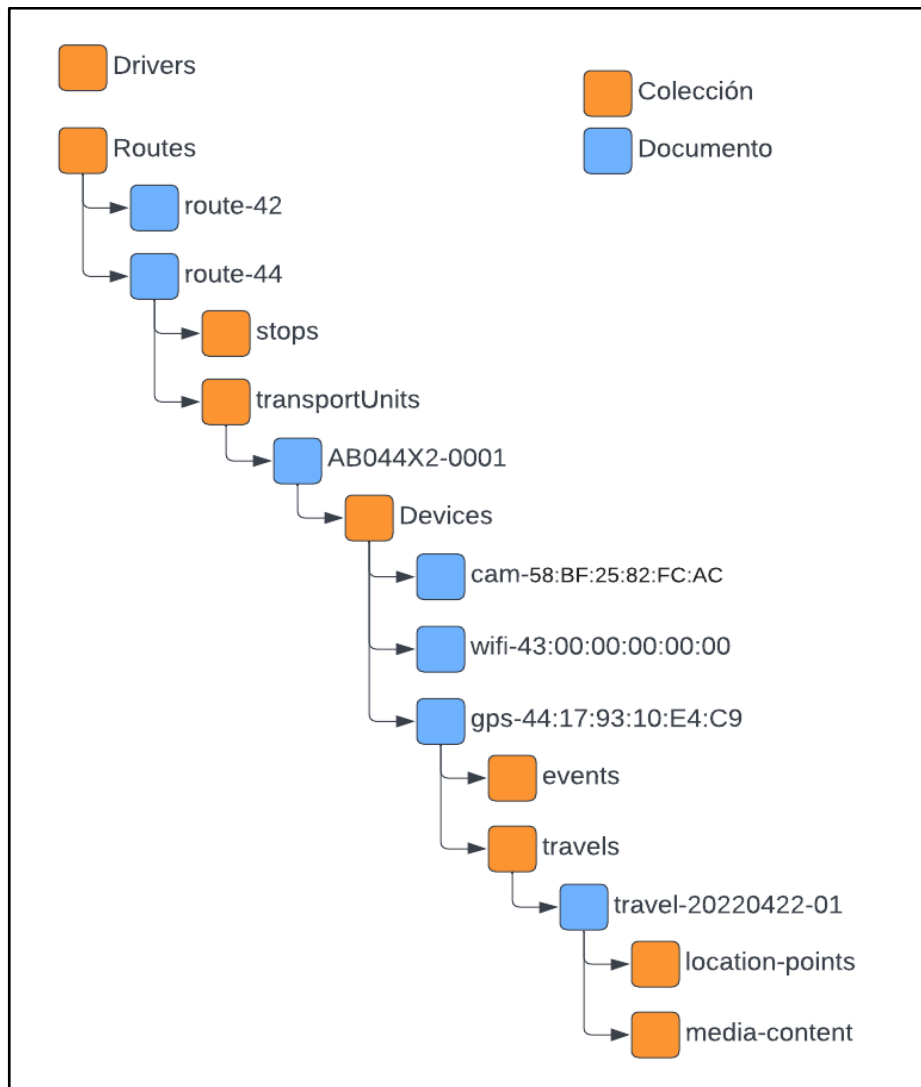 Drivers
Colección
Routes
Documento
route-42
route-44
stops
transportUnits
AB044X2-0001
Devices
cam-58:BF:25:82:FC:AC
wifi-43:00:00:00:00:00
gps-44:17:93:10:E4:C9
events
travels
travel-20220422-01
location-points
media-content